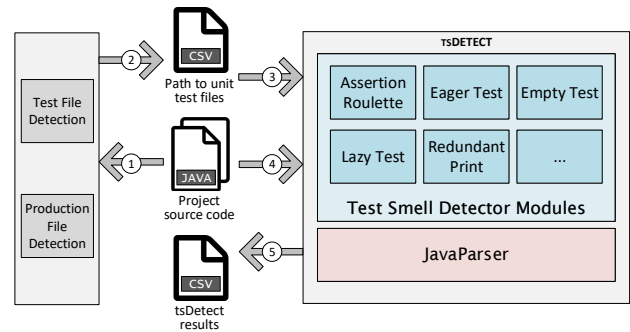 Test File
Detection
Production
File
Detection
2
CSV
Path to unit
test files
3
1
JAVA
Project
source code
4
CSV
tsDetect
results
5
TSDETECT
Assertion
Roulette
Eager Test
Empty Test
Lazy Test
Redundant
Print
...
Test Smell Detector Modules
JavaParser